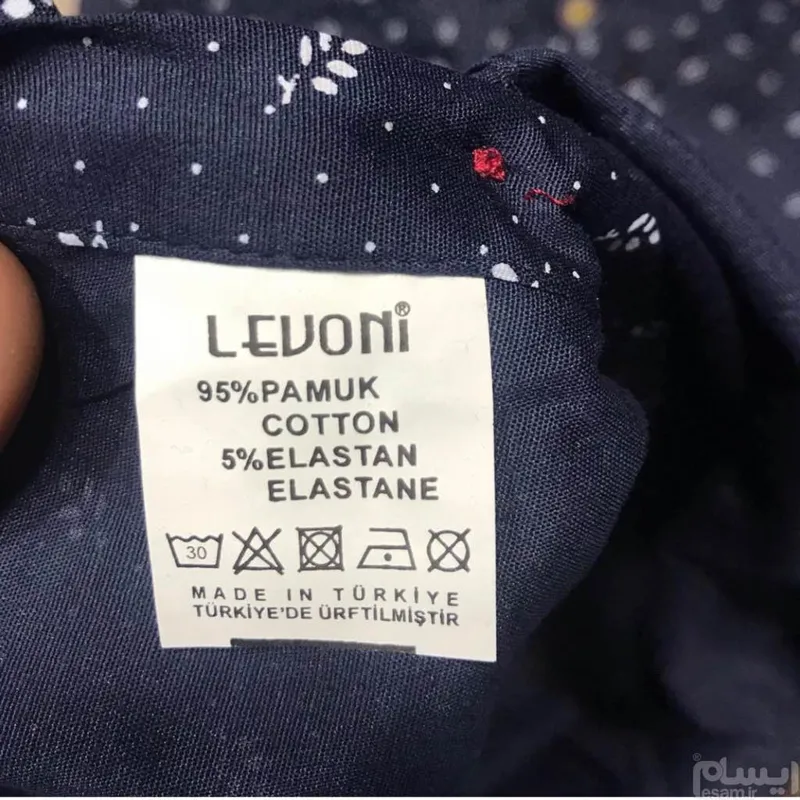 LEVONi®
95%PAMUK
COTTON
5%ELASTAN
ELASTANE
30
MADE IN TÜRKİYE
TÜRKİYE'DE ÜRFTİLMİŞTİR
ایسام®
esam.ir